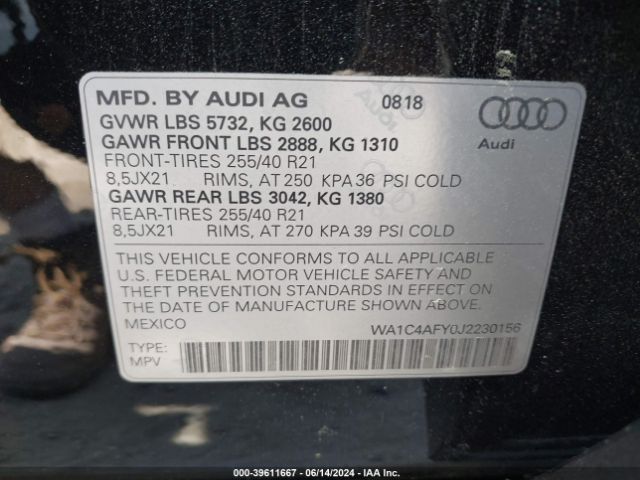 MFD. BY AUDI AG 0818
GVWR LBS 5732, KG 2600
GAWR FRONT LBS 2888, KG 1310
FRONT-TIRES 255/40 R21
8,5JX21 RIMS, AT 250 KPA 36 PSI COLD
GAWR REAR LBS 3042, KG 1380
REAR-TIRES 255/40 R21
8,5JX21 RIMS, AT 270 KPA 39 PSI COLD
Audi
THIS VEHICLE CONFORMS TO ALL APPLICABLE
U.S. FEDERAL MOTOR VEHICLE SAFETY AND
THEFT PREVENTION STANDARDS IN EFFECT ON
THE DATE OF MANUFACTURE SHOWN ABOVE.
MEXICO
WA1C4AFY0J2230156
TYPE:
MPV
000-39611667 - 06/14/2024 - IAAI.COM